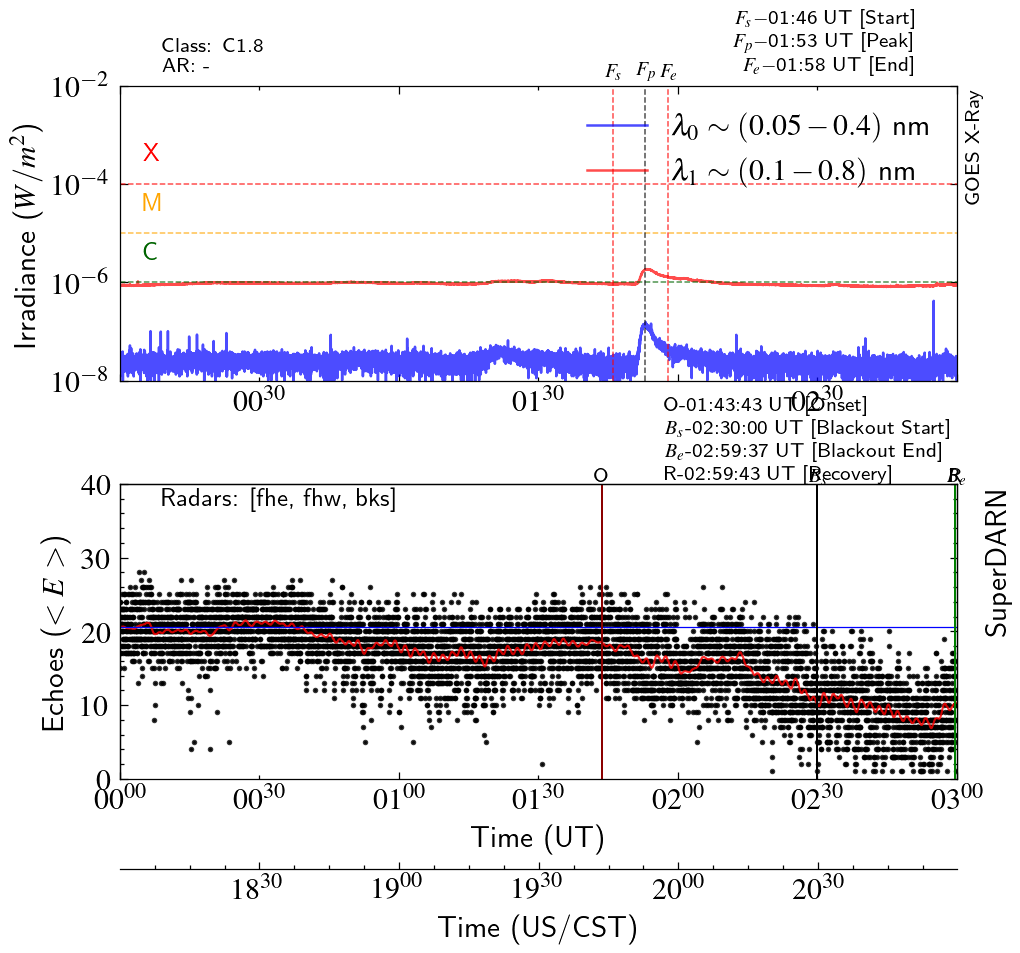 Class: C1.8
AR: -
F_s−01:46 UT [Start]
F_p−01:53 UT [Peak]
F_e−01:58 UT [End]
F_s F_p F_e
10^−2
10^−4
10^−6
10^−8
Irradiance (W/m^2)
X
M
C
λ_0 ∼ (0.05 − 0.4) nm
λ_1 ∼ (0.1 − 0.8) nm
GOES X-Ray
00^30 01^30 02^30
O-01:43:43 UT [Onset]
B_s-02:30:00 UT [Blackout Start]
B_e-02:59:37 UT [Blackout End]
R-02:59:43 UT [Recovery]
O B_s B_e R
Radars: [fhe, fhw, bks]
40
30
20
10
0
Echoes (< E >)
SuperDARN
00^00 00^30 01^00 01^30 02^00 02^30 03^00
Time (UT)
18^30 19^00 19^30 20^00 20^30
Time (US/CST)